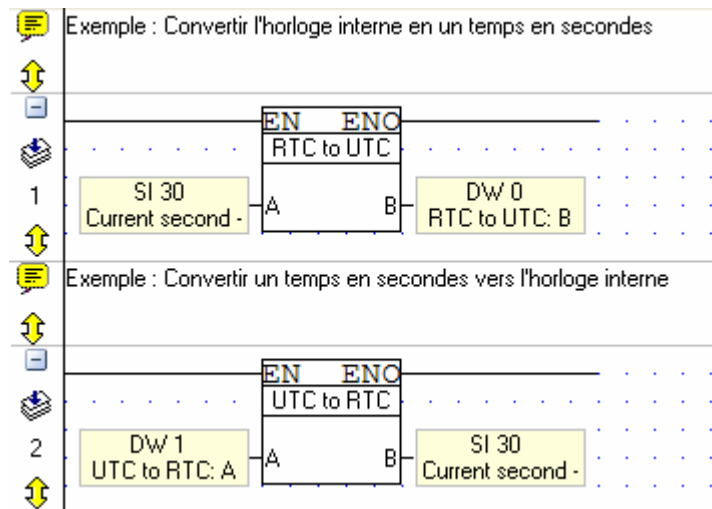 Exemple : Convertir l'horloge interne en un temps en secondes
EN ENO
RTC to UTC
1
SI 30
Current second -
A
B
DW 0
RTC to UTC: B
Exemple : Convertir un temps en secondes vers l'horloge interne
EN ENO
UTC to RTC
2
DW 1
UTC to RTC: A
A
B
SI 30
Current second -